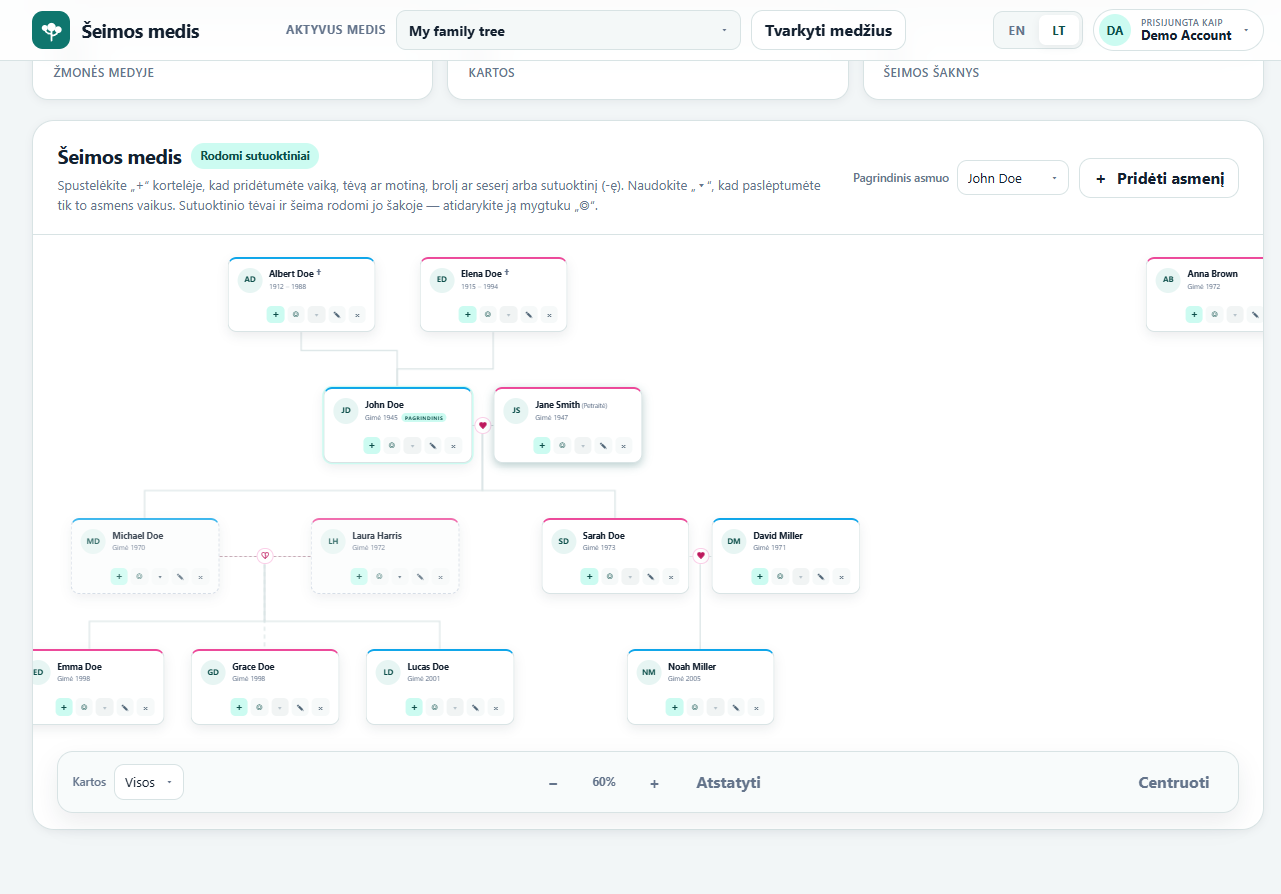 Šeimos medis
AKTYVUS MEDIS
My family tree
Tvarkyti medžius
EN
LT
DA
PRISIJUNGTA KAIP
Demo Account
ŽMONĖS MEDYJE
KARTOS
ŠEIMOS ŠAKNYS
Šeimos medis
Rodomi sutuoktiniai
Spustelėkite „+“ kortelėje, kad pridėtumėte vaiką, tėvą ar motiną, brolį ar seserį arba sutuoktinį (-ę). Naudokite „▾“, kad paslėptumėte
tik to asmens vaikus. Sutuoktinio tėvai ir šeima rodomi jo šakoje — atidarykite ją mygtuku „◎“.
Pagrindinis asmuo
John Doe
+ Pridėti asmenį
AD
Albert Doe †
1912 – 1988
ED
Elena Doe †
1915 – 1994
AB
Anna Brown
Gimė 1972
JD
John Doe
Gimė 1945 PAGRINDINIS
JS
Jane Smith (Petraitė)
Gimė 1947
MD
Michael Doe
Gimė 1970
LH
Laura Harris
Gimė 1972
SD
Sarah Doe
Gimė 1973
DM
David Miller
Gimė 1971
ED
Emma Doe
Gimė 1998
GD
Grace Doe
Gimė 1998
LD
Lucas Doe
Gimė 2001
NM
Noah Miller
Gimė 2005
Kartos
Visos
−
60%
+
Atstatyti
Centruoti